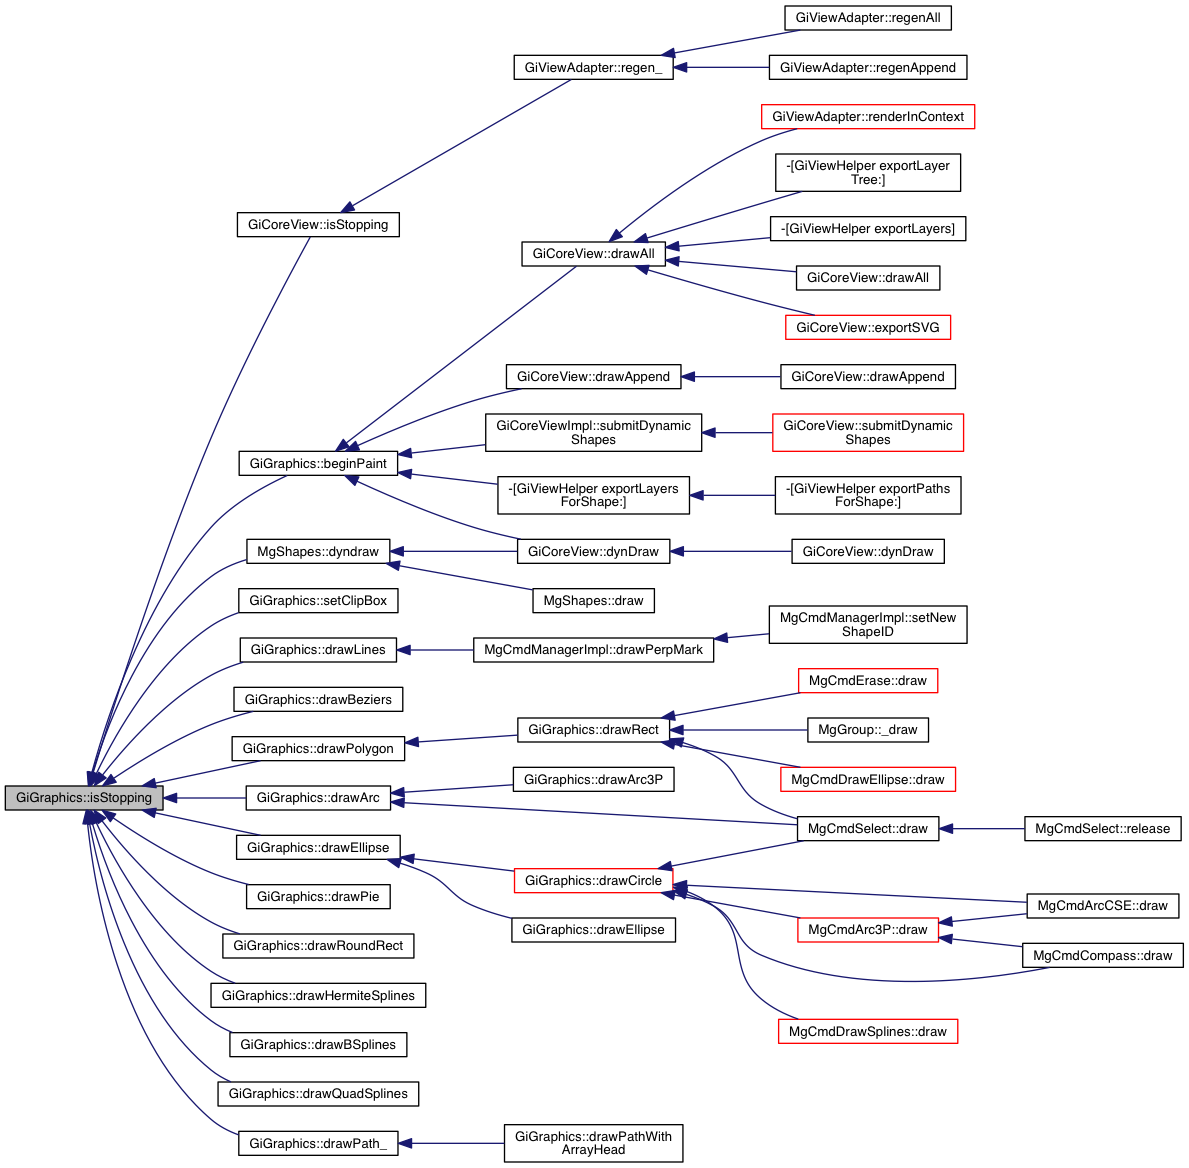 GiViewAdapter::regenAll
GiViewAdapter::regen_
GiViewAdapter::regenAppend
GiViewAdapter::renderInContext
-[GiViewHelper exportLayer
Tree:]
GiCoreView::isStopping
-[GiViewHelper exportLayers]
GiCoreView::drawAll
GiCoreView::drawAll
GiCoreView::exportSVG
GiCoreView::drawAppend
GiCoreView::drawAppend
GiCoreViewImpl::submitDynamic
Shapes
GiCoreView::submitDynamic
Shapes
GiGraphics::beginPaint
-[GiViewHelper exportLayers
ForShape:]
-[GiViewHelper exportPaths
ForShape:]
MgShapes::dyndraw
GiCoreView::dynDraw
GiCoreView::dynDraw
GiGraphics::setClipBox
MgShapes::draw
MgCmdManagerImpl::setNew
ShapeID
GiGraphics::drawLines
MgCmdManagerImpl::drawPerpMark
MgCmdErase::draw
GiGraphics::drawBeziers
GiGraphics::drawRect
MgGroup::_draw
GiGraphics::drawPolygon
GiGraphics::drawArc3P
MgCmdDrawEllipse::draw
GiGraphics::isStopping
GiGraphics::drawArc
MgCmdSelect::draw
MgCmdSelect::release
GiGraphics::drawEllipse
GiGraphics::drawCircle
GiGraphics::drawPie
MgCmdArcCSE::draw
GiGraphics::drawEllipse
MgCmdArc3P::draw
GiGraphics::drawRoundRect
MgCmdCompass::draw
GiGraphics::drawHermiteSplines
MgCmdDrawSplines::draw
GiGraphics::drawBSplines
GiGraphics::drawQuadSplines
GiGraphics::drawPath_
GiGraphics::drawPathWith
ArrayHead